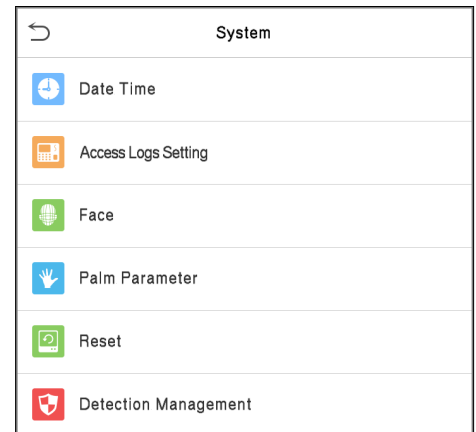 System
Date Time
Access Logs Setting
Face
Palm Parameter
Reset
Detection Management